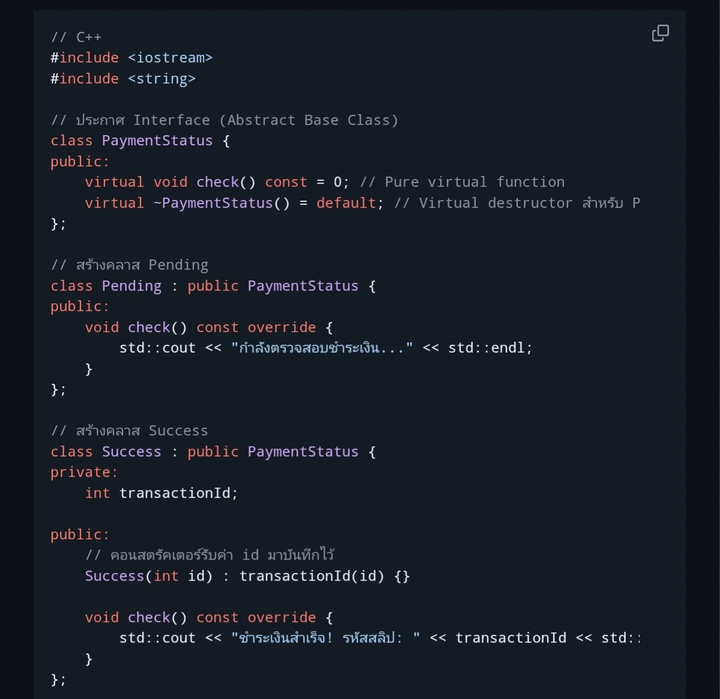 // C++
#include <iostream>
#include <string>
// ประกาศ Interface (Abstract Base Class)
class PaymentStatus {
public:
    virtual void check() const = 0; // Pure virtual function
    virtual ~PaymentStatus() = default; // Virtual destructor สำหรับ P
};
// สร้างคลาส Pending
class Pending : public PaymentStatus {
public:
    void check() const override {
        std::cout << "กำลังตรวจสอบชำระเงิน..." << std::endl;
    }
};
// สร้างคลาส Success
class Success : public PaymentStatus {
private:
    int transactionId;
public:
    // คอนสตรัคเตอร์รับค่า id มาบันทึกไว้
    Success(int id) : transactionId(id) {}
    void check() const override {
        std::cout << "ชำระเงินสำเร็จ! รหัสสลิป: " << transactionId << std::
    }
};